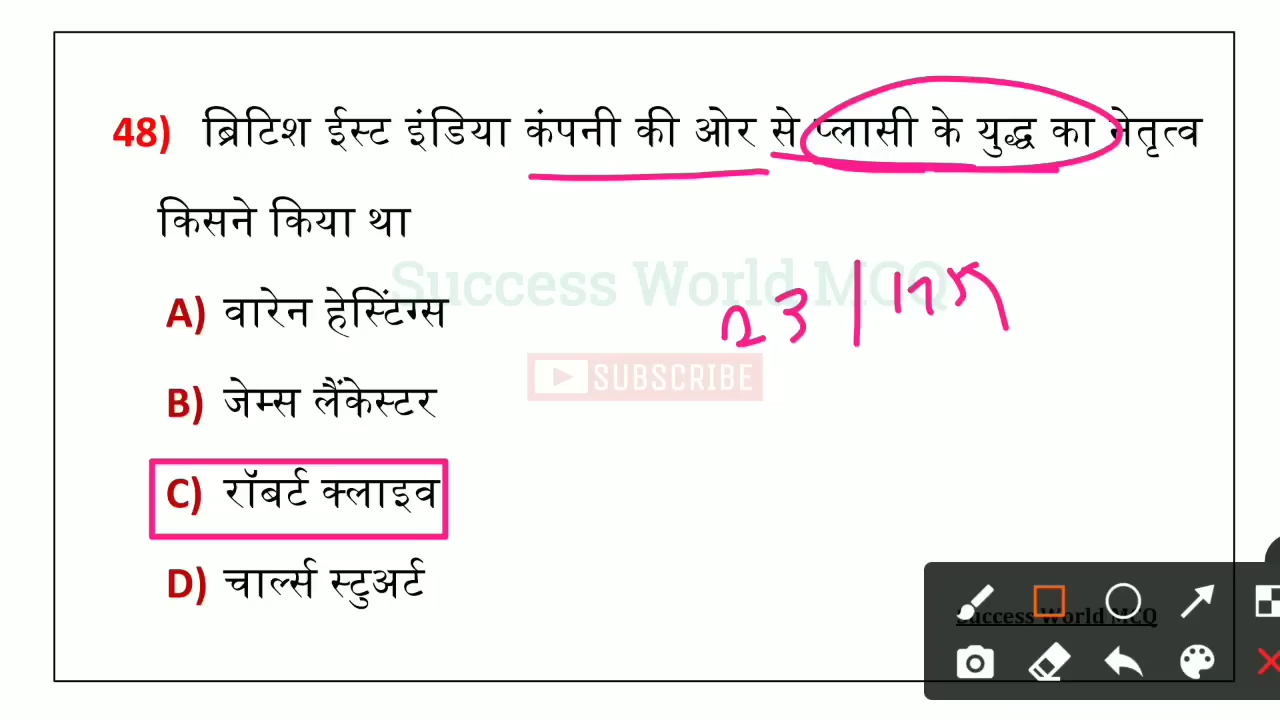 48) ब्रिटिश ईस्ट इंडिया कंपनी की ओर से प्लासी के युद्ध का नेतृत्व
किसने किया था
Success World MCQ
23 | 1757
A) वारेन हेस्टिंग्स
SUBSCRIBE
B) जेम्स लैंकेस्टर
C) रॉबर्ट क्लाइव
D) चार्ल्स स्टुअर्ट
Success World MCQ